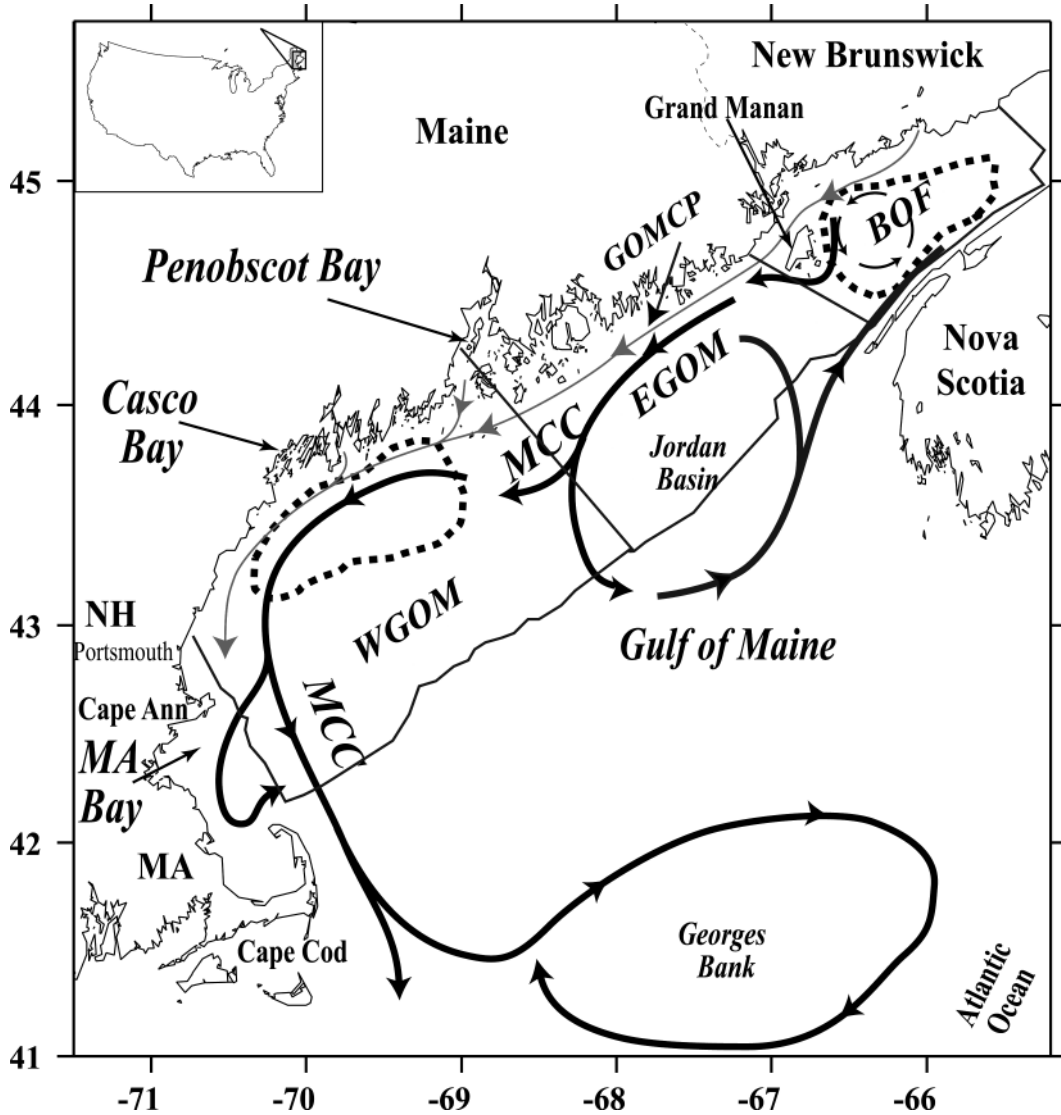 New Brunswick
Grand Manan
Maine
45
BOF
GOMCP
Penobscot Bay
Nova
Scotia
EGOM
44
Casco
Bay
MCC
Jordan
Basin
WGOM
43
NH
Portsmouth
Gulf of Maine
Cape Ann
MCC
MA
Bay
42
MA
Georges
Bank
Cape Cod
Atlantic
Ocean
41
-71
-70
-69
-68
-67
-66